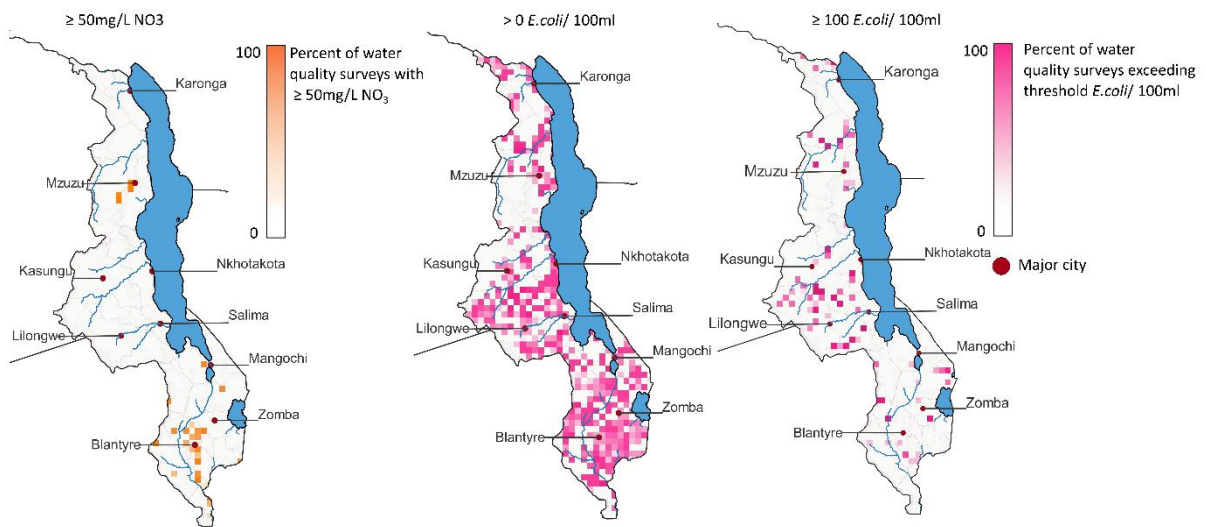 ≥ 50mg/L NO3
100
0
Percent of water
quality surveys with
≥ 50mg/L NO3
Karonga
Mzuzu
Kasungu
Nkhotakota
Salima
Lilongwe
Mangochi
Zomba
Blantyre
> 0 E.coli/ 100ml
Karonga
Mzuzu
Kasungu
Nkhotakota
Salima
Lilongwe
Mangochi
Zomba
Blantyre
≥ 100 E.coli/ 100ml
100
0
Percent of water
quality surveys exceeding
threshold E.coli/ 100ml
Major city
Karonga
Mzuzu
Kasungu
Nkhotakota
Salima
Lilongwe
Mangochi
Zomba
Blantyre